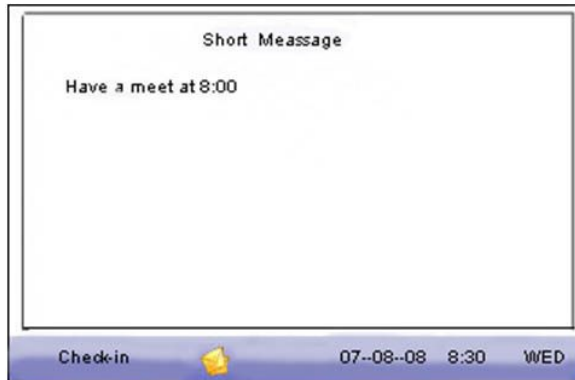 Short Meassage
Have a meet at 8:00
Check-in 07--08--08 8:30 WED